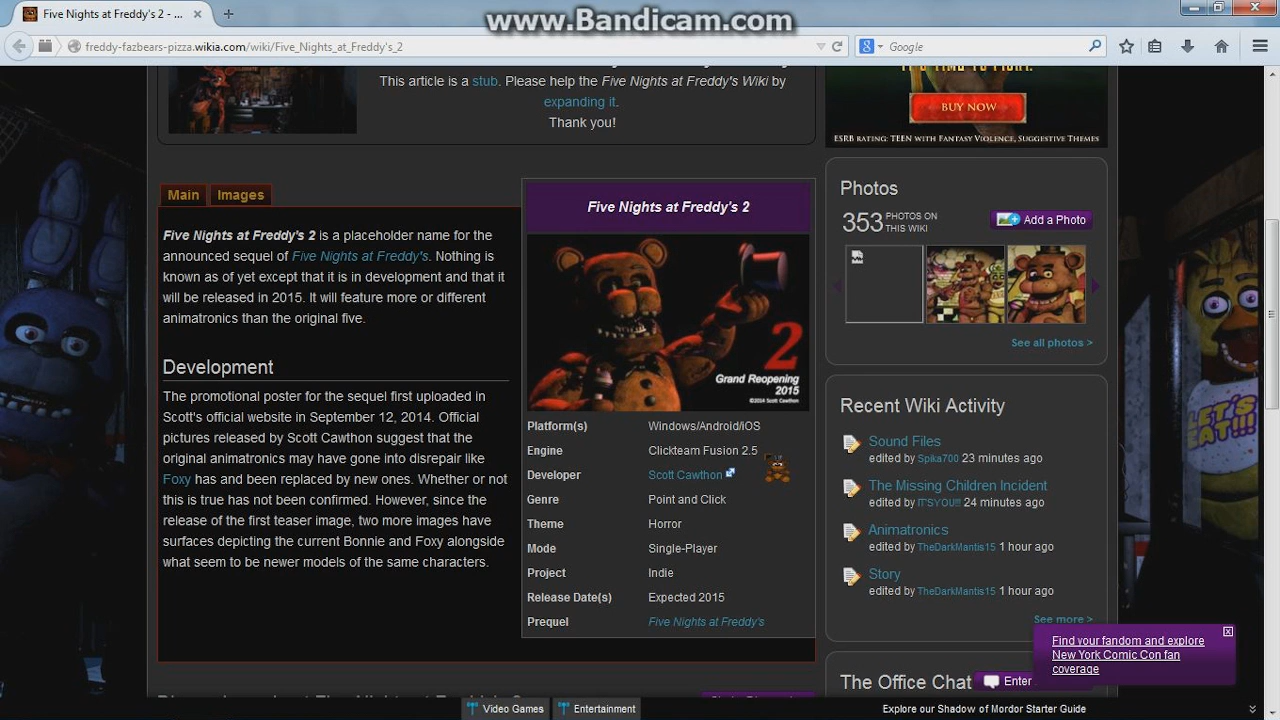 www.Bandicam.com
Five Nights at Freddy's 2 - ...
freddy-fazbears-pizza.wikia.com/wiki/Five_Nights_at_Freddy's_2
Google
This article is a stub. Please help the Five Nights at Freddy's Wiki by
expanding it.
Thank you!
BUY NOW
ESRB RATING: TEEN WITH FANTASY VIOLENCE, SUGGESTIVE THEMES
Main
Images
Five Nights at Freddy's 2 is a placeholder name for the
announced sequel of Five Nights at Freddy's. Nothing is
known as of yet except that it is in development and that it
will be released in 2015. It will feature more or different
animatronics than the original five.
Development
The promotional poster for thesequel first uploaded in
Scott's official website in September 12, 2014. Official
pictures released by Scott Cawthon suggest that the
original animatronics may have gone into disrepair like
Foxy has and been replaced by new ones. Whether or not
this is true has not been confirmed. However, since the
release of the first teaser image, two more images have
surfaces depicting the current Bonnie and Foxy alongside
what seem to be newer models of the same characters.
Five Nights at Freddy's 2
2
Grand Reopening
2015
©2014 Scott Cawthon
Platform(s) Windows/Android/iOS
Engine Clickteam Fusion 2.5
Developer Scott Cawthon
Genre Point and Click
Theme Horror
Mode Single-Player
Project Indie
Release Date(s) Expected 2015
Prequel Five Nights at Freddy's
Photos
353 PHOTOS ON
THIS WIKI
Add a Photo
See all photos >
Recent Wiki Activity
Sound Files
edited by Spika700 23 minutes ago
The Missing Children Incident
edited by IT'SYOU!!! 24 minutes ago
Animatronics
edited by TheDarkMantis15 1 hour ago
Story
edited by TheDarkMantis15 1 hour ago
See more >
Find your fandom and explore
New York Comic Con fan
coverage
The Office Chat
Enter
LET'S
EAT!!!
Video Games
Entertainment
Explore our Shadow of Mordor Starter Guide